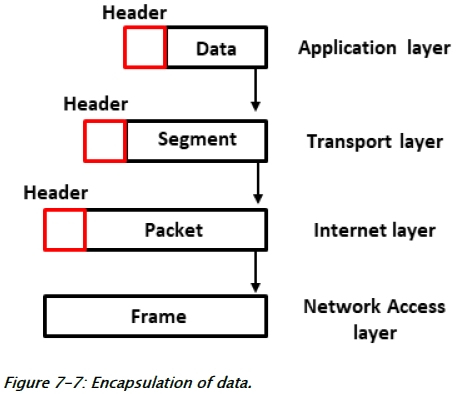 Header
Data
Application layer
Header
Segment
Transport layer
Header
Packet
Internet layer
Frame
Network Access
layer
Figure 7-7: Encapsulation of data.